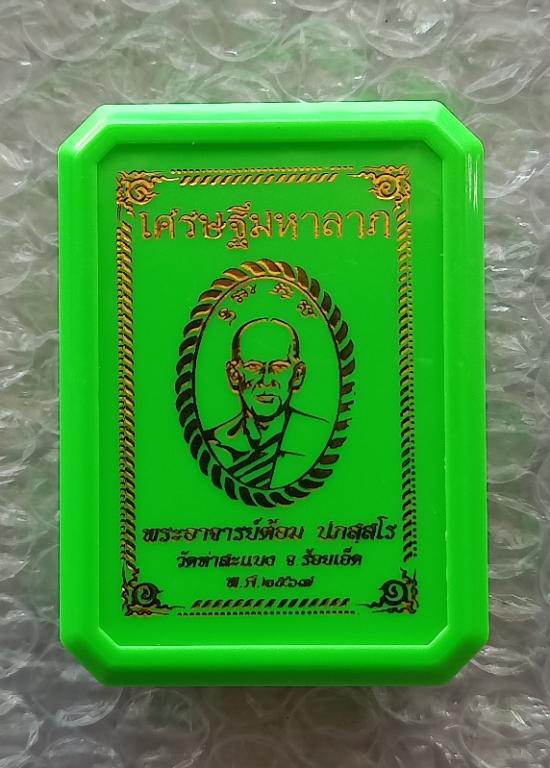 เศรษฐีมหาลาภ
พระอาจารย์ต้อม ปภสฺสโร
วัดท่าสะแบง จ.ร้อยเอ็ด
พ.ศ.๒๕๖๗